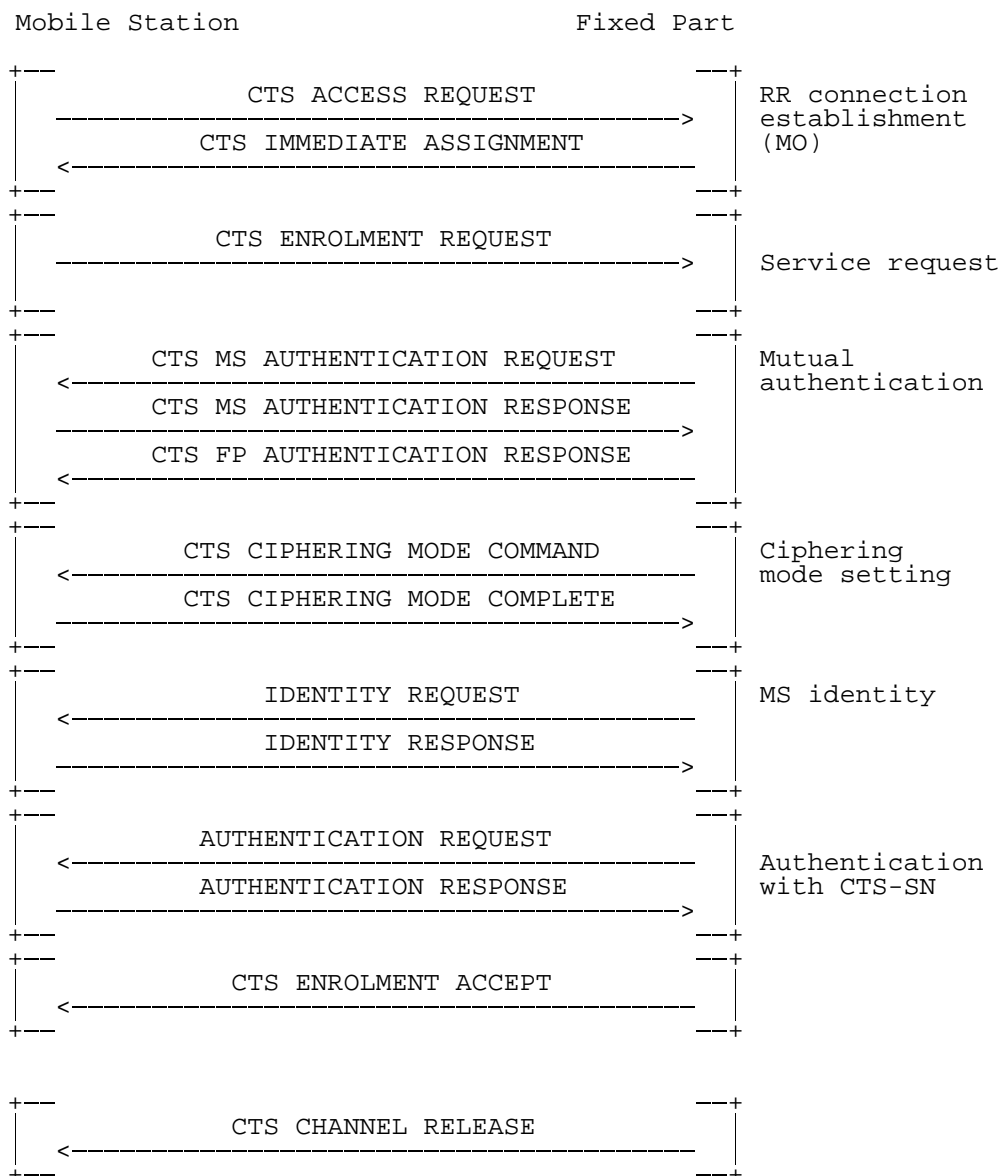 Mobile Station Fixed Part
CTS ACCESS REQUEST RR connection
establishment
CTS IMMEDIATE ASSIGNMENT (MO)
CTS ENROLMENT REQUEST
Service request
CTS MS AUTHENTICATION REQUEST Mutual
authentication
CTS MS AUTHENTICATION RESPONSE
CTS FP AUTHENTICATION RESPONSE
CTS CIPHERING MODE COMMAND Ciphering
mode setting
CTS CIPHERING MODE COMPLETE
IDENTITY REQUEST MS identity
IDENTITY RESPONSE
AUTHENTICATION REQUEST
Authentication
AUTHENTICATION RESPONSE with CTS-SN
CTS ENROLMENT ACCEPT
CTS CHANNEL RELEASE